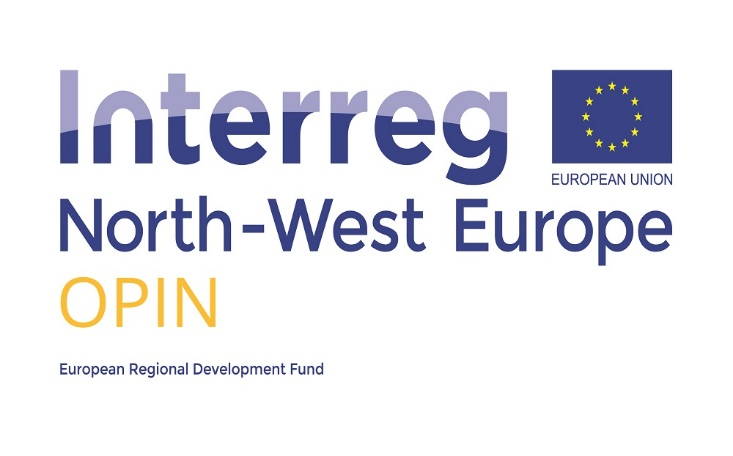 Interreg
EUROPEAN UNION
North-West Europe
OPIN
European Regional Development Fund